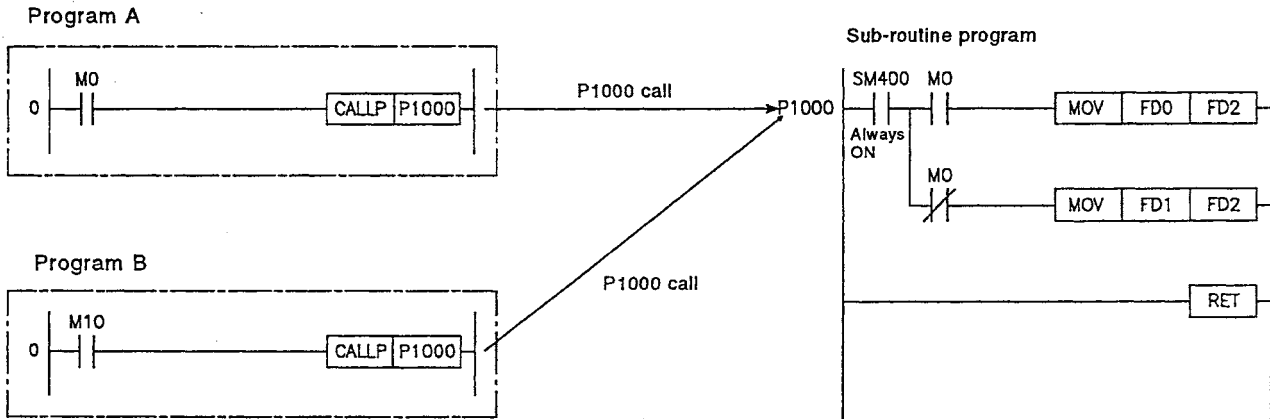 Program A
M0
0
CALLP P1000
P1000 call
Program B
M10
0
CALLP P1000
P1000 call
Sub-routine program
SM400 M0
P1000
MOV FD0 FD2
Always
ON
M0
MOV FD1 FD2
RET